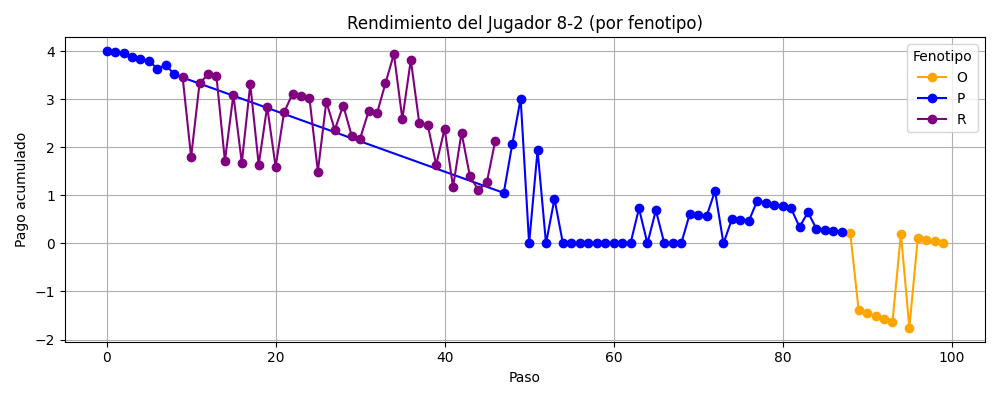 Rendimiento del Jugador 8-2 (por fenotipo)
Pago acumulado
4
3
2
1
0
−1
−2
Fenotipo
O
P
R
0 20 40 60 80 100
Paso